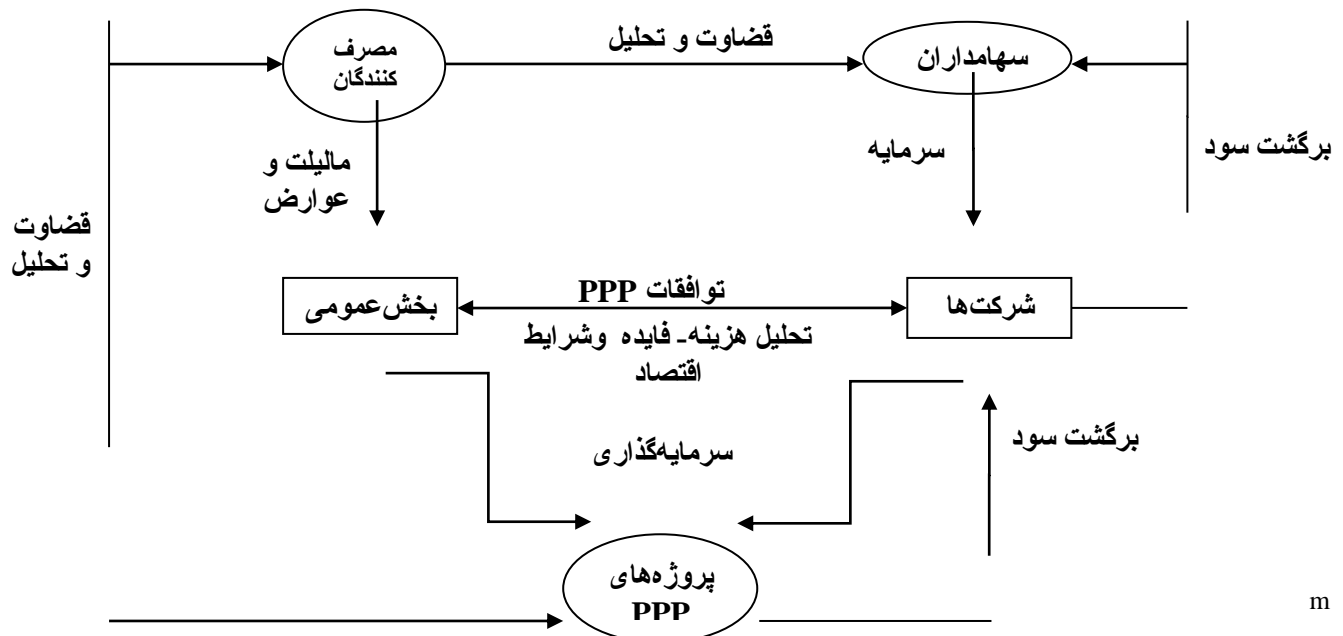 قضاوت و تحلیل
مصرف
کنندگان
سهامداران
برگشت سود
مالیلت و
عوارض
سرمایه
قضاوت
و تحلیل
توافقات PPP
بخش عمومی
شرکت‌ها
تحلیل هزینه- فایده وشرایط
اقتصاد
برگشت سود
سرمایه‌گذاری
پروژه‌های
PPP
m